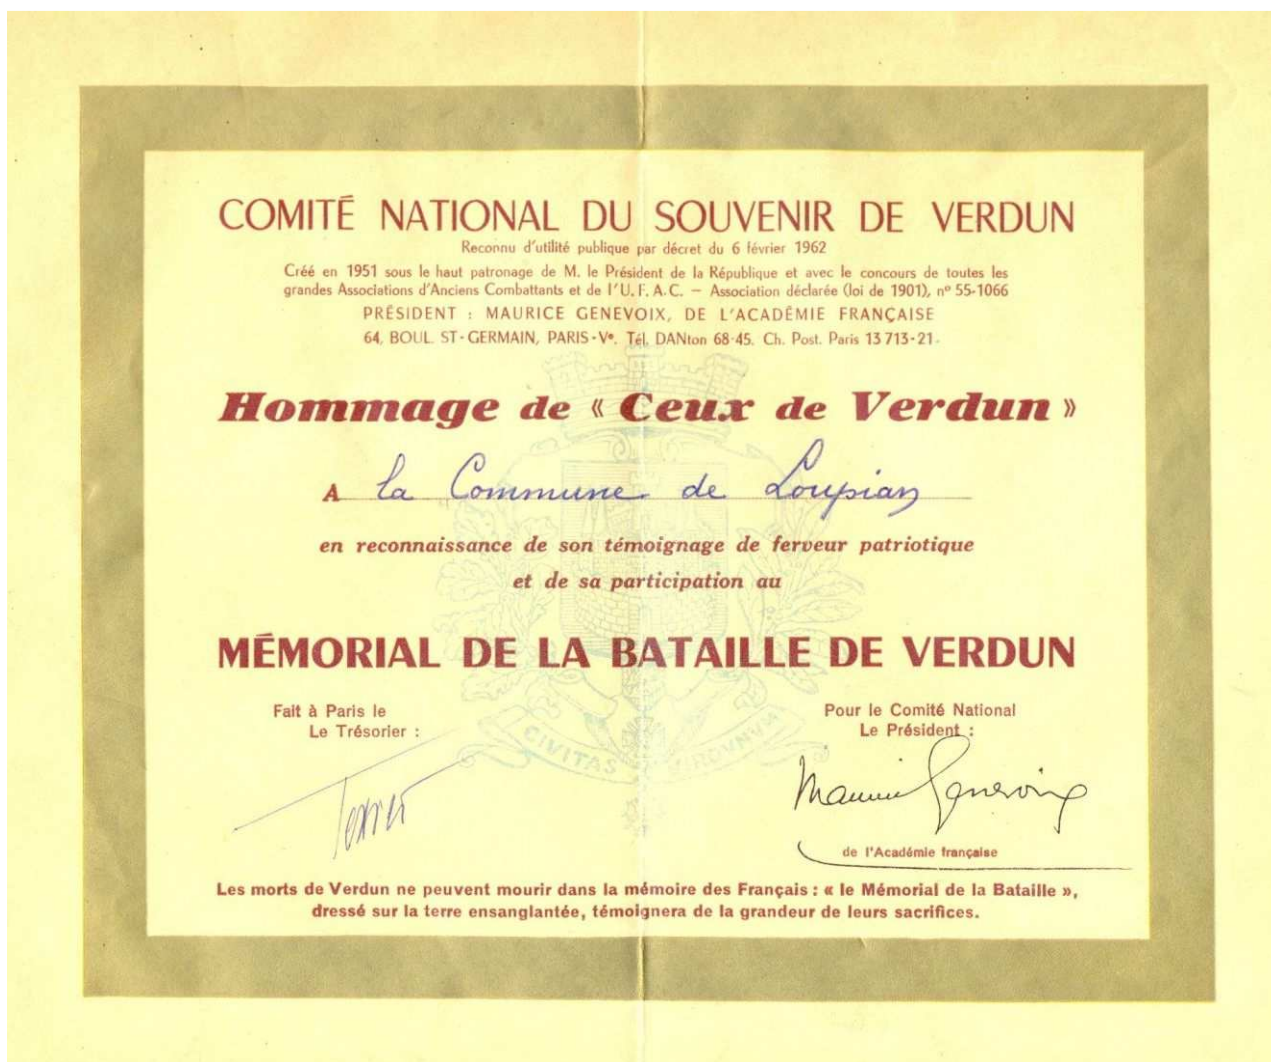 COMITÉ NATIONAL DU SOUVENIR DE VERDUN
Reconnu d'utilité publique par décret du 6 février 1962
Créé en 1951 sous le haut patronage de M. le Président de la République et avec le concours de toutes les
grandes Associations d'Anciens Combattants et de l'U.F.A.C. — Association déclarée (loi de 1901), nº 55-1066
PRÉSIDENT : MAURICE GENEVOIX, DE L'ACADÉMIE FRANÇAISE
64, BOUL. ST-GERMAIN, PARIS-Vᵉ. Tél. DANton 68-45. Ch. Post. Paris 13 713-21.
Hommage de « Ceux de Verdun »
A la Commune de Loupian
en reconnaissance de son témoignage de ferveur patriotique
et de sa participation au
MÉMORIAL DE LA BATAILLE DE VERDUN
Fait à Paris le
Le Trésorier :
Pour le Comité National
Le Président :
CIVITAS VIRDVNVM
Maurice Genevoix
de l'Académie française
Les morts de Verdun ne peuvent mourir dans la mémoire des Français : « le Mémorial de la Bataille »,
dressé sur la terre ensanglantée, témoignera de la grandeur de leurs sacrifices.